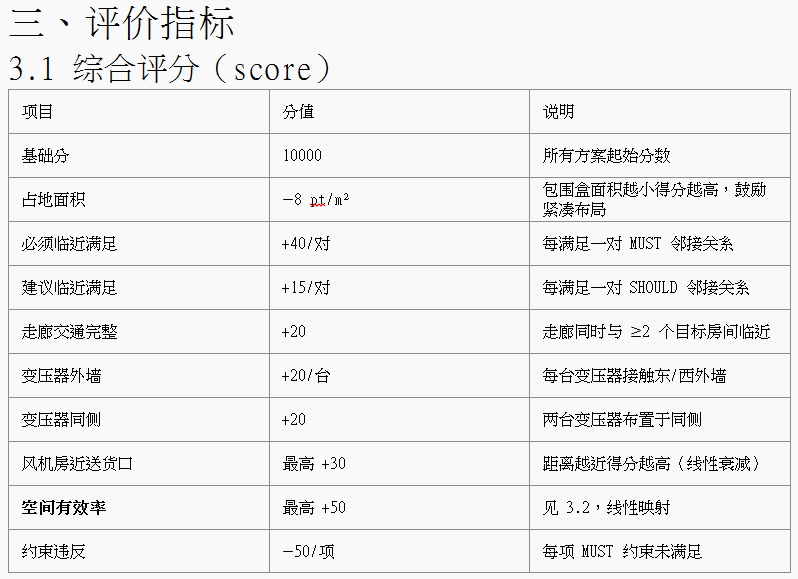 三、评价指标
3.1 综合评分（score）
项目 分值 说明
基础分 10000 所有方案起始分数
占地面积 −8 pt/m² 包围盒面积越小得分越高，鼓励
紧凑布局
必须临近满足 +40/对 每满足一对 MUST 邻接关系
建议临近满足 +15/对 每满足一对 SHOULD 邻接关系
走廊交通完整 +20 走廊同时与 ≥2 个目标房间临近
变压器外墙 +20/台 每台变压器接触东/西外墙
变压器同侧 +20 两台变压器布置于同侧
风机房近送货口 最高 +30 距离越近得分越高（线性衰减）
空间有效率 最高 +50 见 3.2，线性映射
约束违反 −50/项 每项 MUST 约束未满足